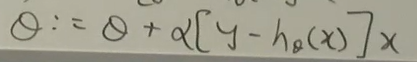 θ := θ + α[y - h_θ(x)]x